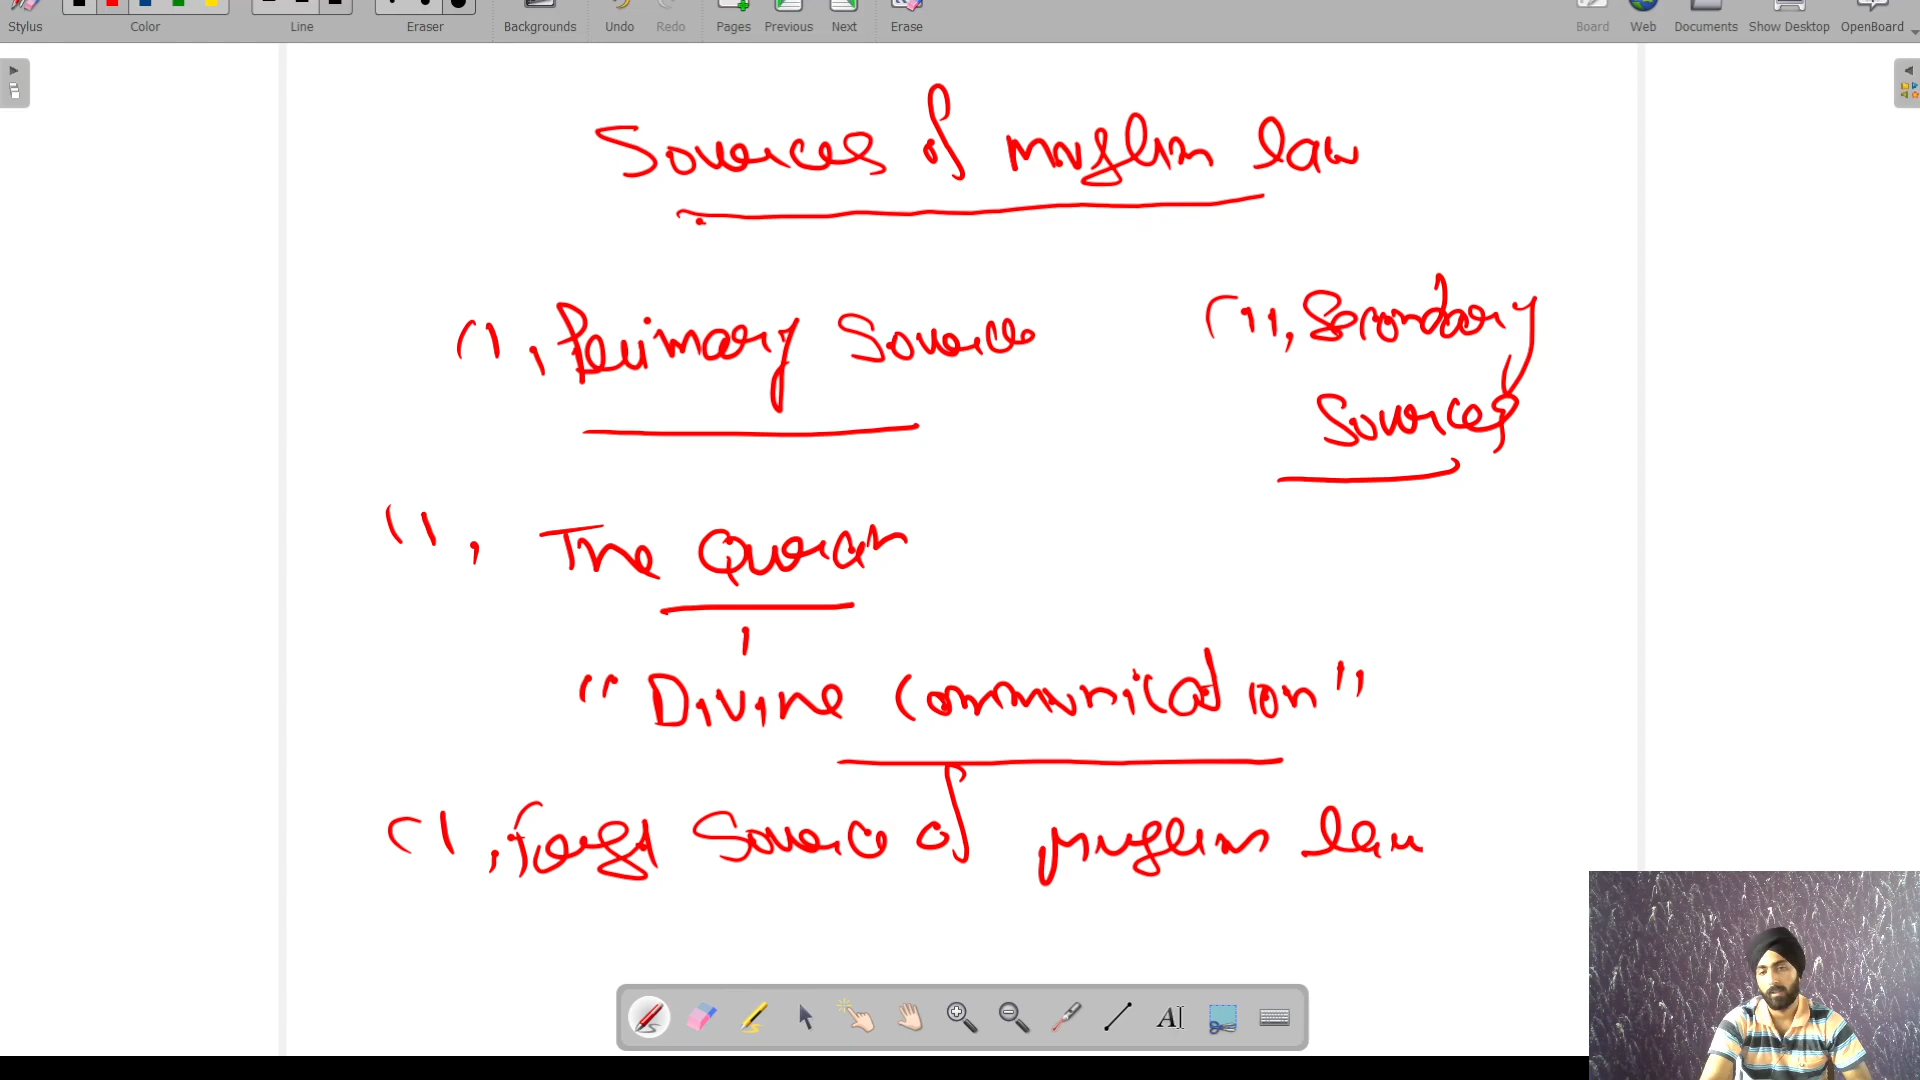 Stylus Color Line Eraser Backgrounds Undo Redo Pages Previous Next Erase Board Web Documents Show Desktop OpenBoard
Sources of muslim law
(1, Primary Sources
(11, Secondary
Sources
(1, The Quran
"Divine Communication"
(1, First Source of muslim law